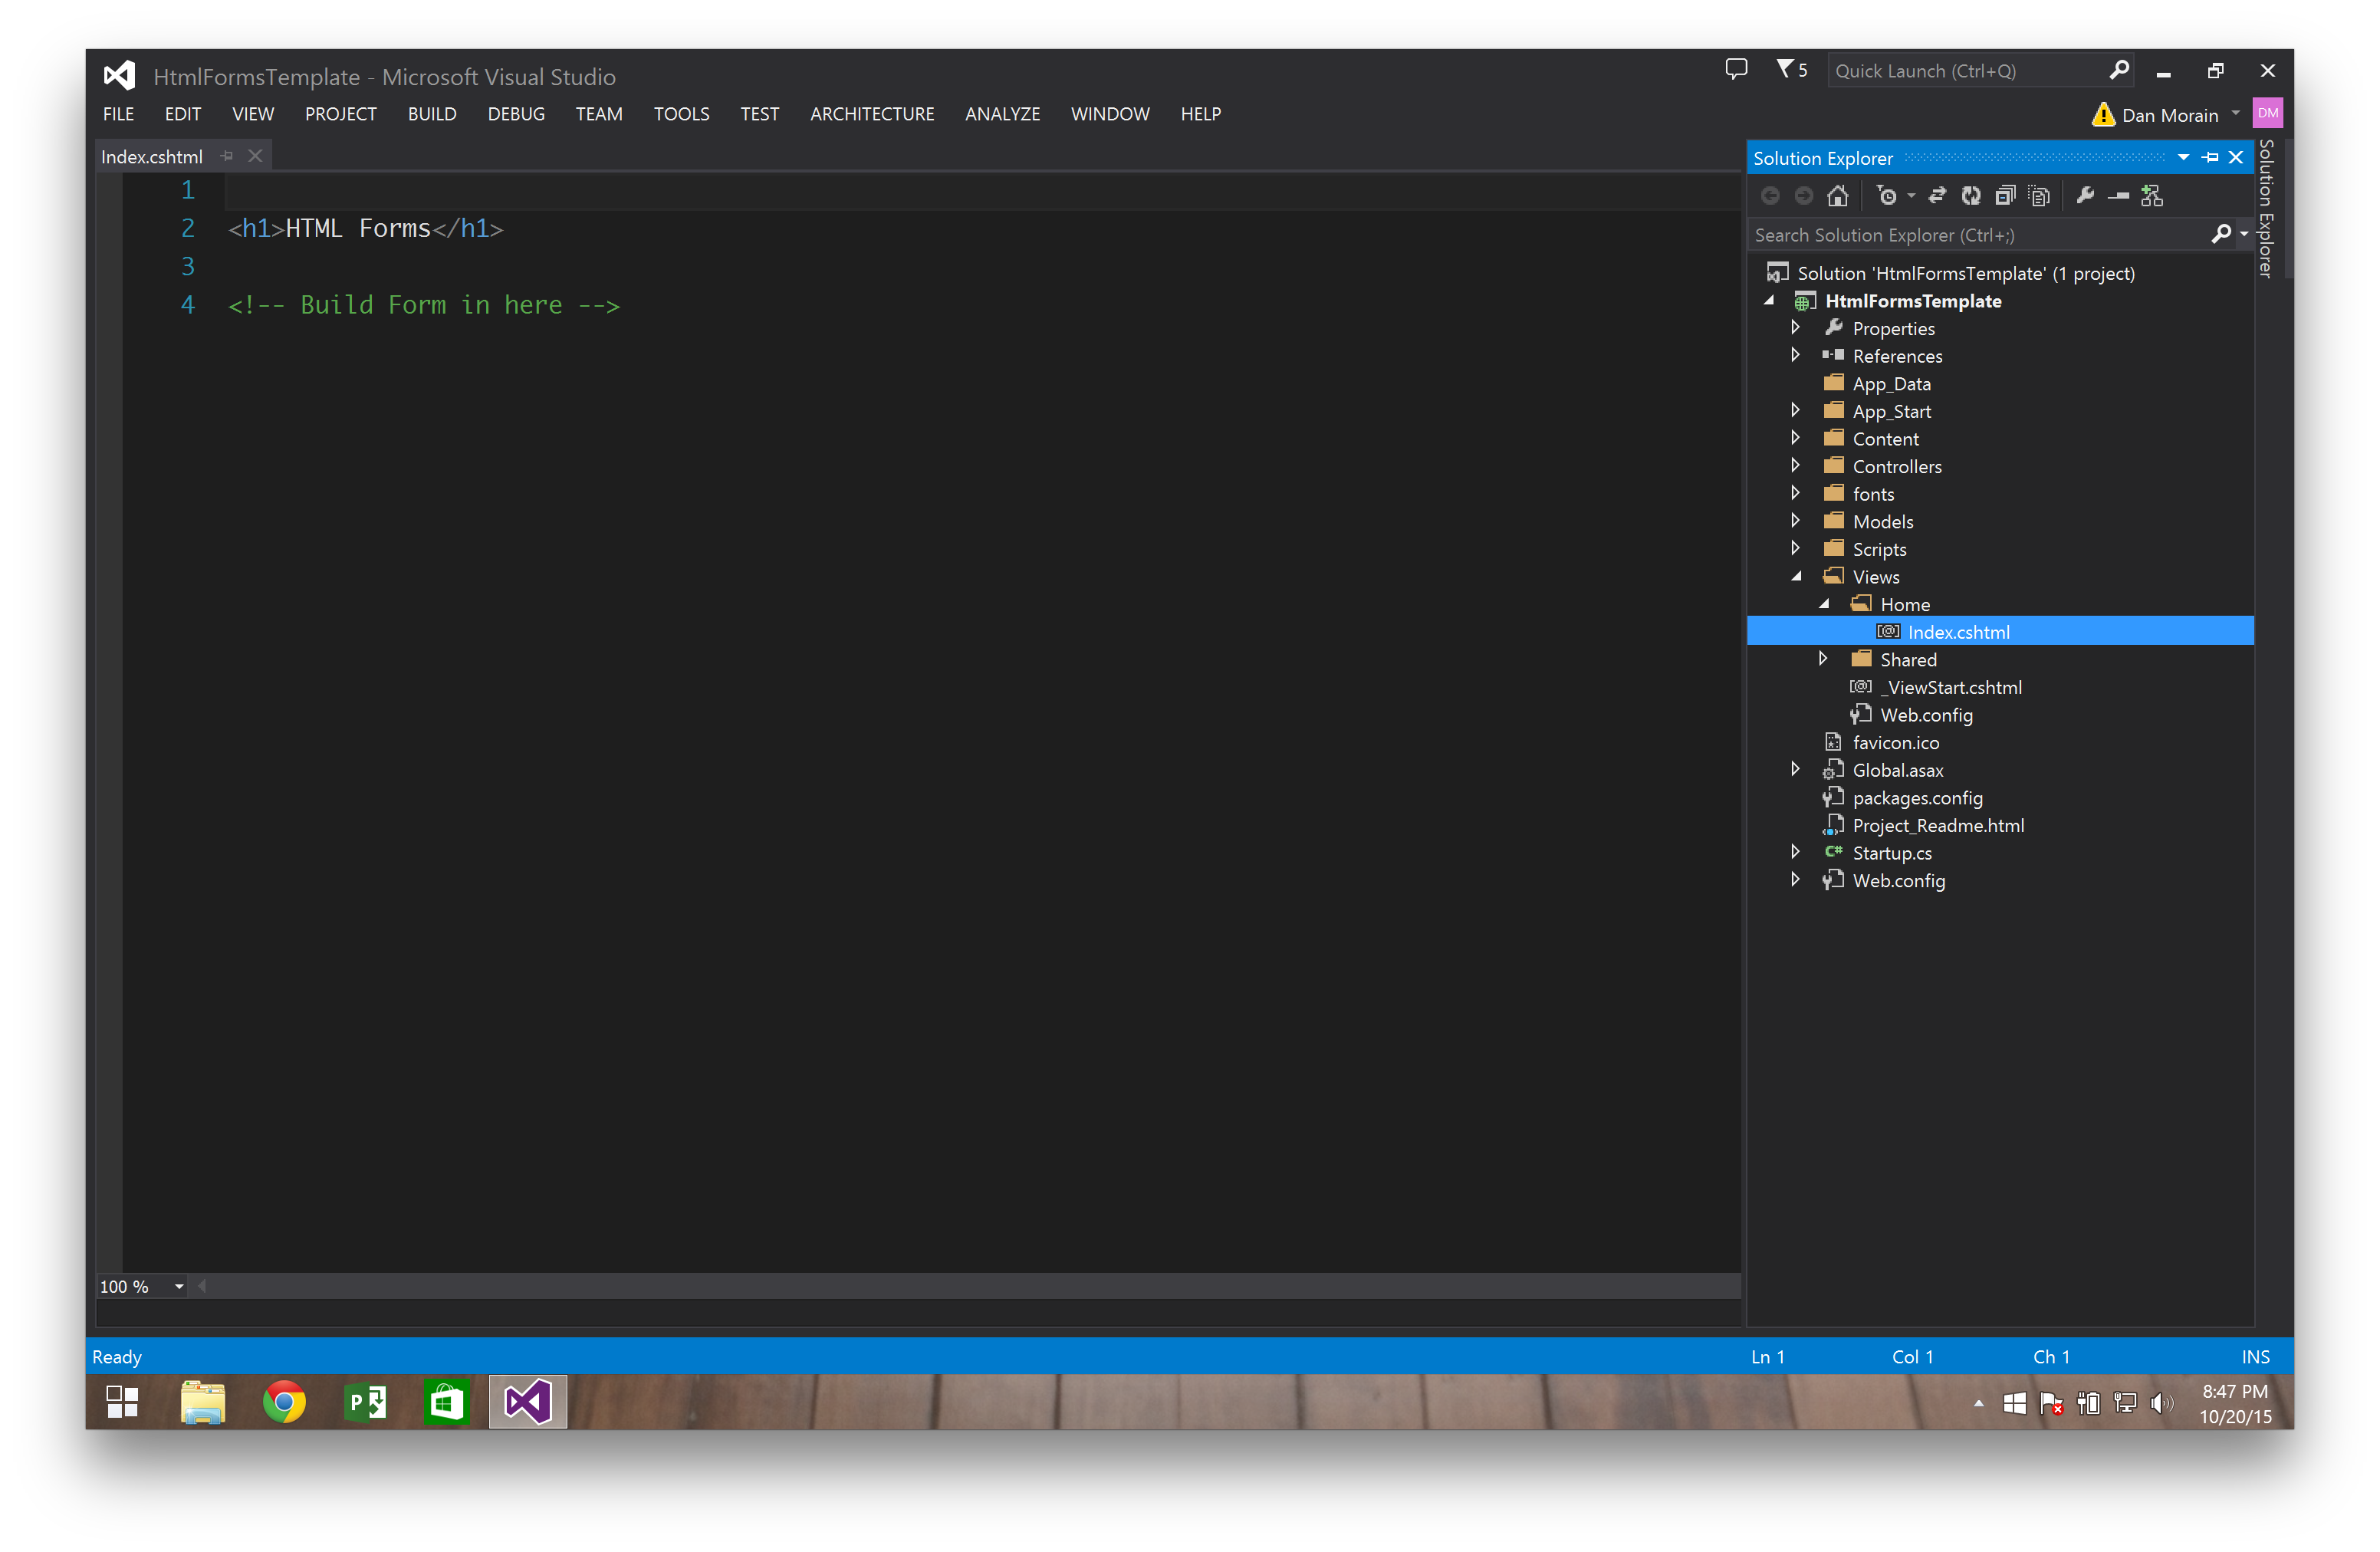 HtmlFormsTemplate - Microsoft Visual Studio
5
Quick Launch (Ctrl+Q)
FILE EDIT VIEW PROJECT BUILD DEBUG TEAM TOOLS TEST ARCHITECTURE ANALYZE WINDOW HELP
Dan Morain
DM
Index.cshtml
1
2 <h1>HTML Forms</h1>
3
4 <!-- Build Form in here -->
100 %
Solution Explorer
Search Solution Explorer (Ctrl+;)
Solution 'HtmlFormsTemplate' (1 project)
HtmlFormsTemplate
Properties
References
App_Data
App_Start
Content
Controllers
fonts
Models
Scripts
Views
Home
[@] Index.cshtml
Shared
[@] _ViewStart.cshtml
Web.config
favicon.ico
Global.asax
packages.config
Project_Readme.html
C# Startup.cs
Web.config
Solution Explorer
Ready
Ln 1 Col 1 Ch 1 INS
P
8:47 PM
10/20/15